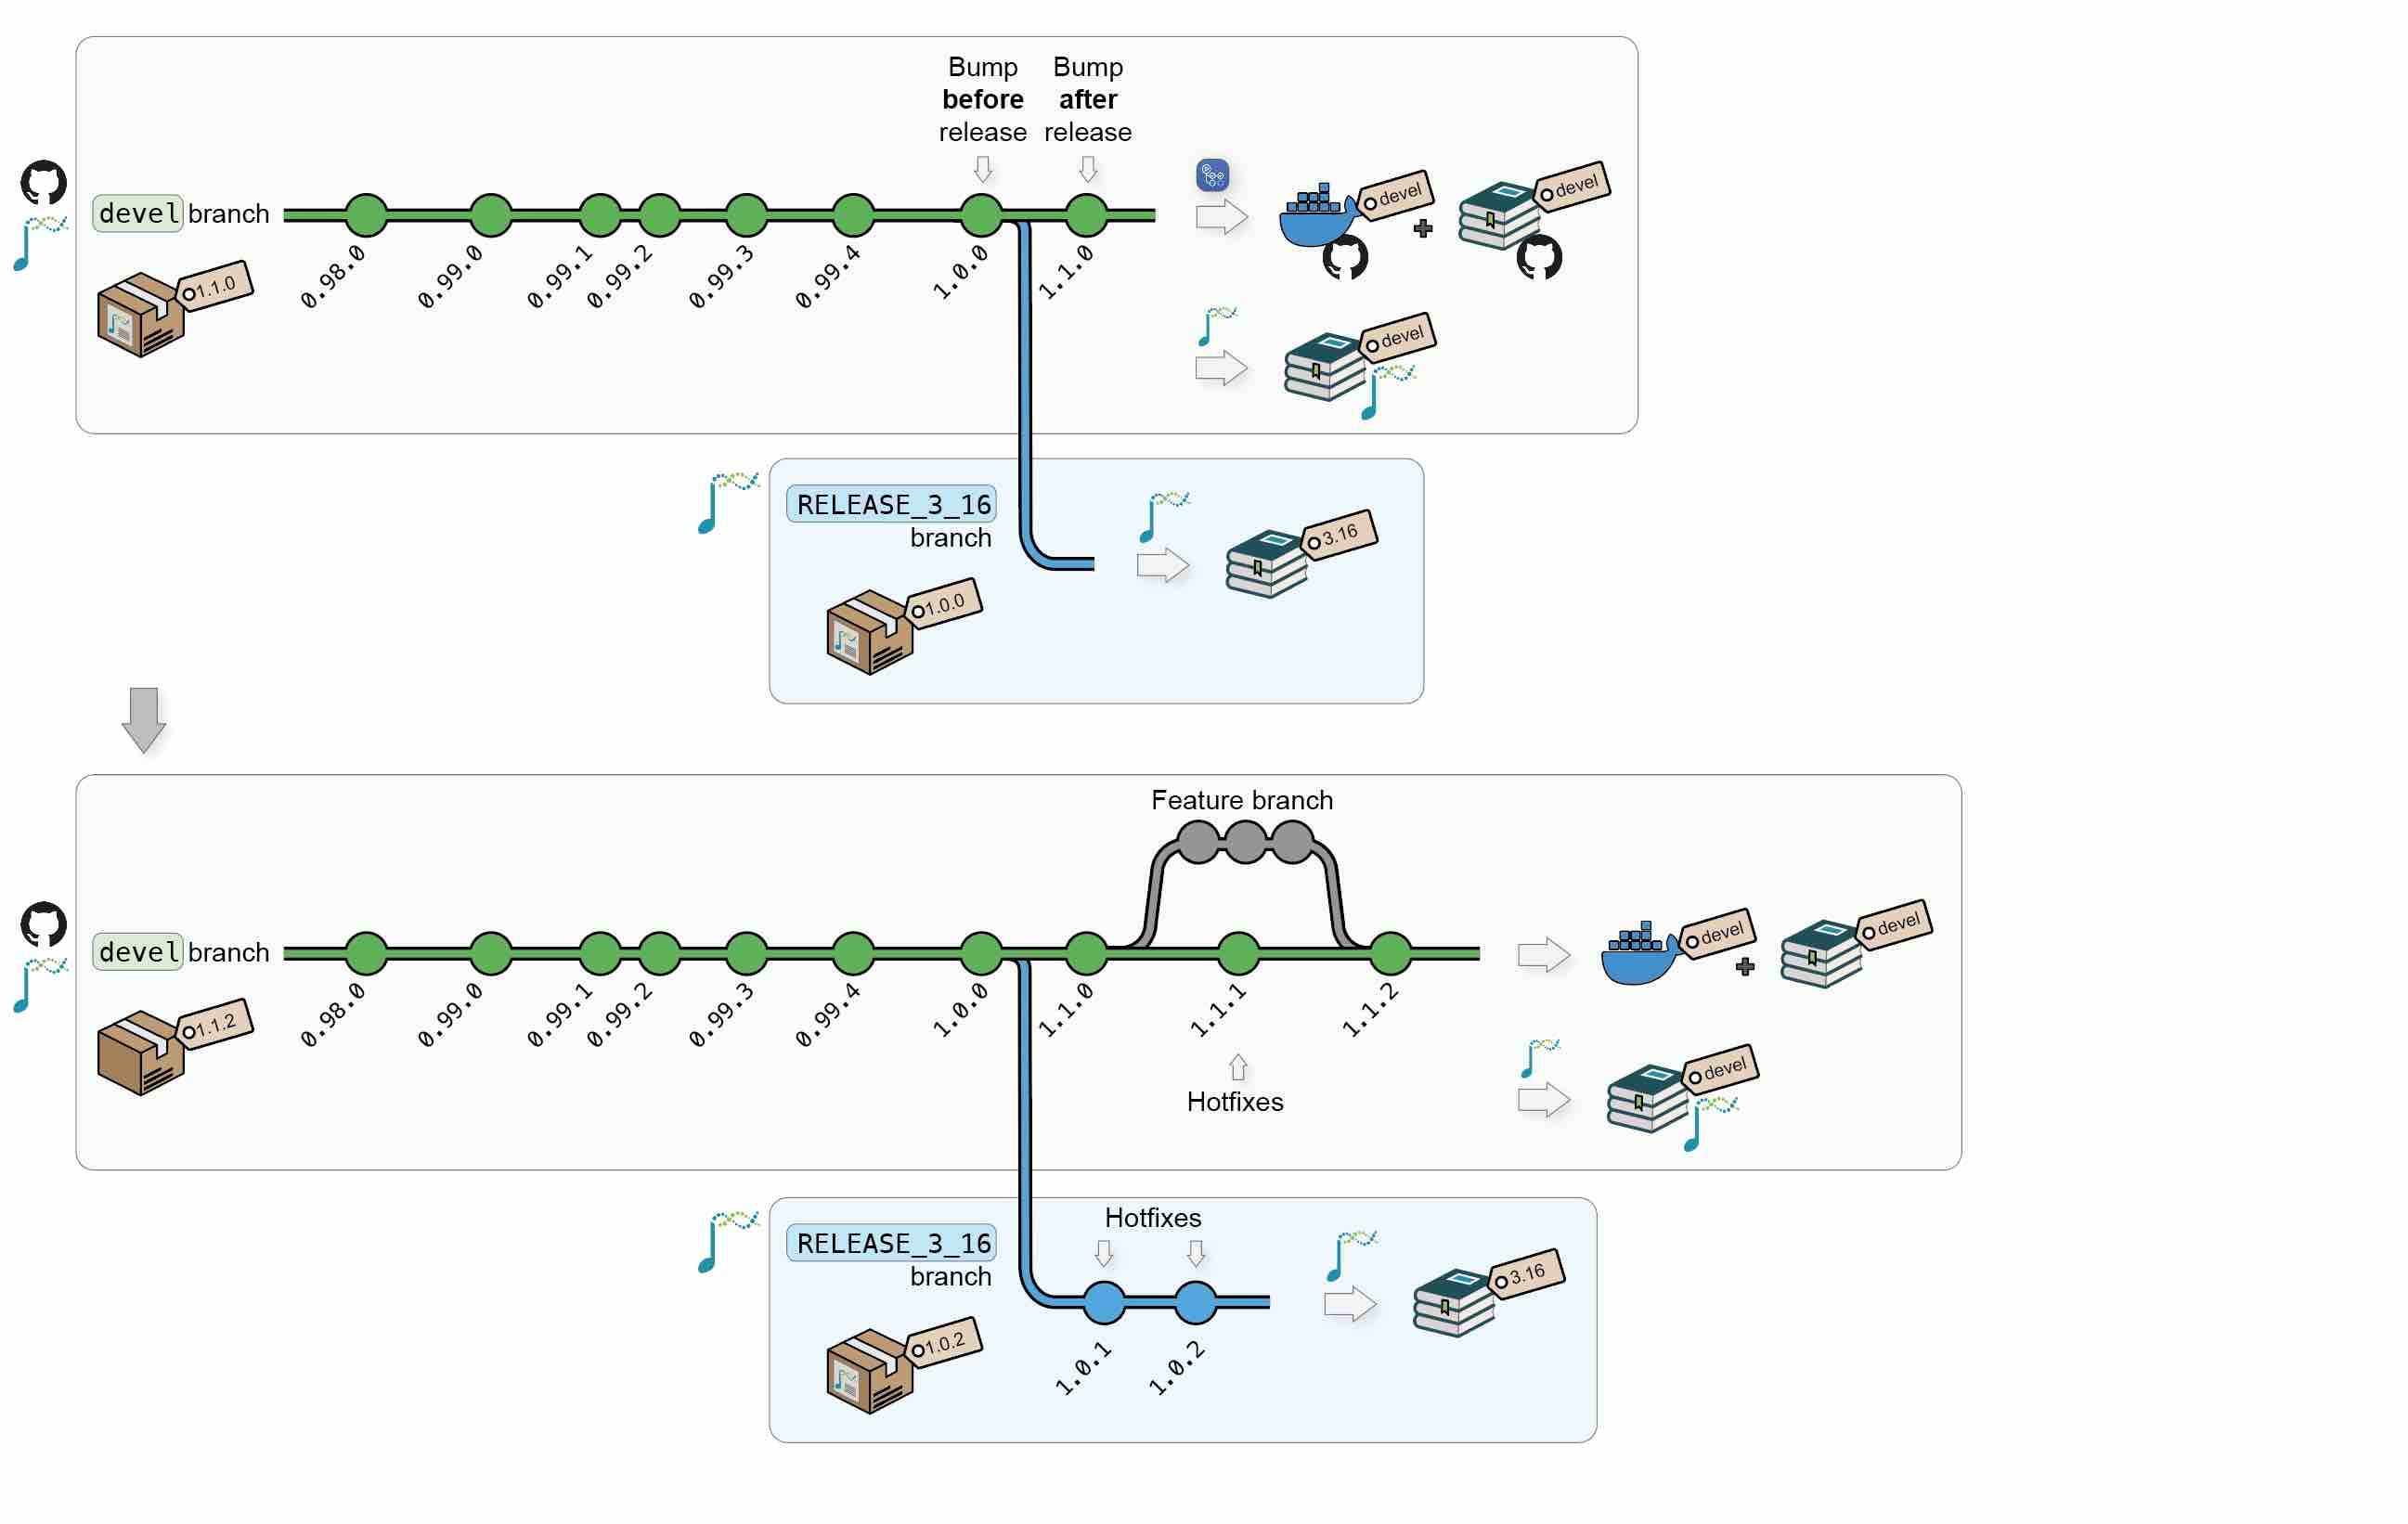 Bump
before
release
Bump
after
release
devel branch
0.98.0
0.99.0
0.99.1
0.99.2
0.99.3
0.99.4
1.0.0
1.1.0
1.1.0
devel
devel
devel
RELEASE_3_16
branch
1.0.0
3.16
Feature branch
devel branch
0.98.0
0.99.0
0.99.1
0.99.2
0.99.3
0.99.4
1.0.0
1.1.0
1.1.1
1.1.2
Hotfixes
1.1.2
devel
devel
devel
RELEASE_3_16
branch
Hotfixes
1.0.1
1.0.2
1.0.2
3.16